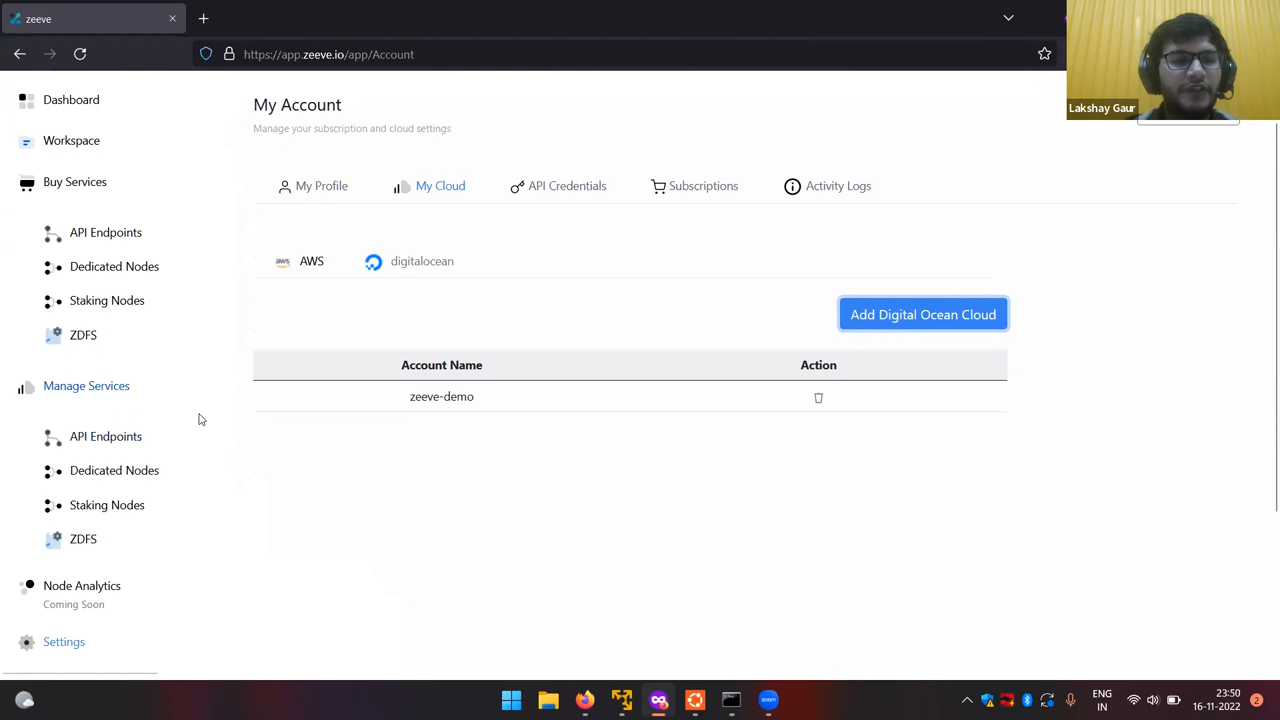 zeeve
https://app.zeeve.io/app/Account
Lakshay Gaur
Dashboard
Workspace
Buy Services
API Endpoints
Dedicated Nodes
Staking Nodes
ZDFS
Manage Services
API Endpoints
Dedicated Nodes
Staking Nodes
ZDFS
Node Analytics
Coming Soon
Settings
My Account
Manage your subscription and cloud settings
My Profile My Cloud API Credentials Subscriptions Activity Logs
aws AWS digitalocean
Add Digital Ocean Cloud
Account Name Action
zeeve-demo
zoom
ENG
IN
23:50
16-11-2022
2